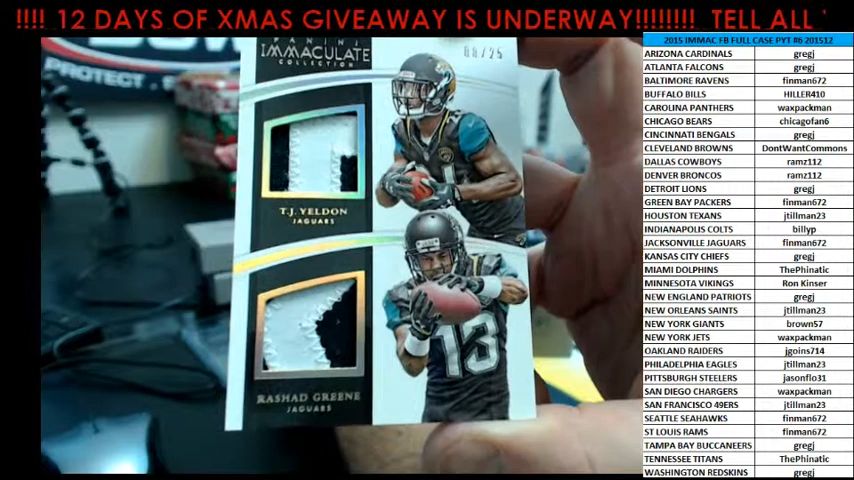 !!!! 12 DAYS OF XMAS GIVEAWAY IS UNDERWAY!!!!!!!! TELL ALL '
PANINI
IMMACULATE
COLLECTION
/25
T.J. YELDON
JAGUARS
RASHAD GREENE
JAGUARS
13
PROTECT
2015 IMMAC FB FULL CASE PYT #6 201512
ARIZONA CARDINALS gregj
ATLANTA FALCONS gregj
BALTIMORE RAVENS finman672
BUFFALO BILLS HILLER410
CAROLINA PANTHERS waxpackman
CHICAGO BEARS chicagofan6
CINCINNATI BENGALS gregj
CLEVELAND BROWNS DontWantCommons
DALLAS COWBOYS ramz112
DENVER BRONCOS ramz112
DETROIT LIONS gregj
GREEN BAY PACKERS finman672
HOUSTON TEXANS jtillman23
INDIANAPOLIS COLTS billyp
JACKSONVILLE JAGUARS finman672
KANSAS CITY CHIEFS gregj
MIAMI DOLPHINS ThePhinatic
MINNESOTA VIKINGS Ron Kinser
NEW ENGLAND PATRIOTS gregj
NEW ORLEANS SAINTS jtillman23
NEW YORK GIANTS brown57
NEW YORK JETS waxpackman
OAKLAND RAIDERS jgoins714
PHILADELPHIA EAGLES jtillman23
PITTSBURGH STEELERS jasonflo31
SAN DIEGO CHARGERS waxpackman
SAN FRANCISCO 49ERS jtillman23
SEATTLE SEAHAWKS finman672
ST LOUIS RAMS finman672
TAMPA BAY BUCCANEERS gregj
TENNESSEE TITANS ThePhinatic
WASHINGTON REDSKINS gregj